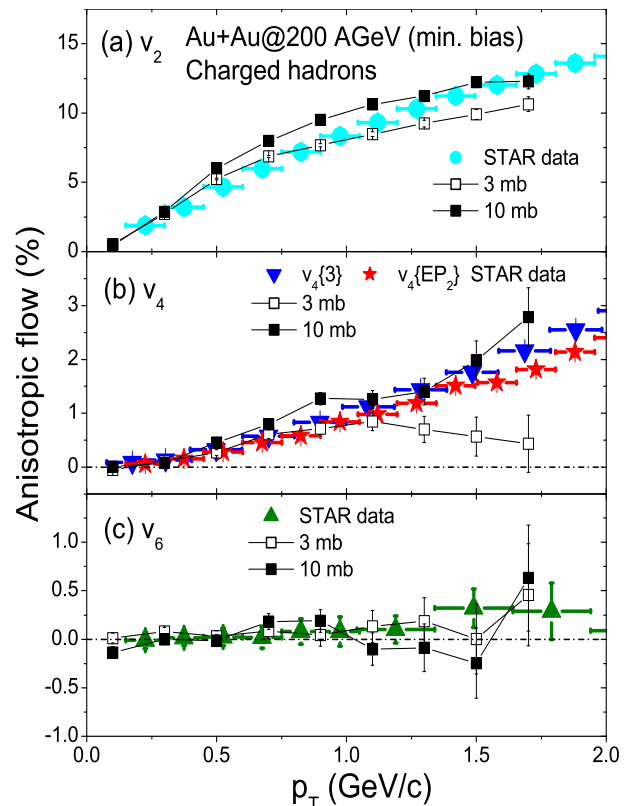 (a) v₂ Au+Au@200 AGeV (min. bias)
Charged hadrons
STAR data
3 mb
10 mb
15
10
5
0
(b) v₄
v₄{3} v₄{EP₂} STAR data
3 mb
10 mb
3
2
1
0
(c) v₆
STAR data
3 mb
10 mb
1.0
0.5
0.0
-0.5
-1.0
0.0 0.5 1.0 1.5 2.0
Anisotropic flow (%)
p_T (GeV/c)